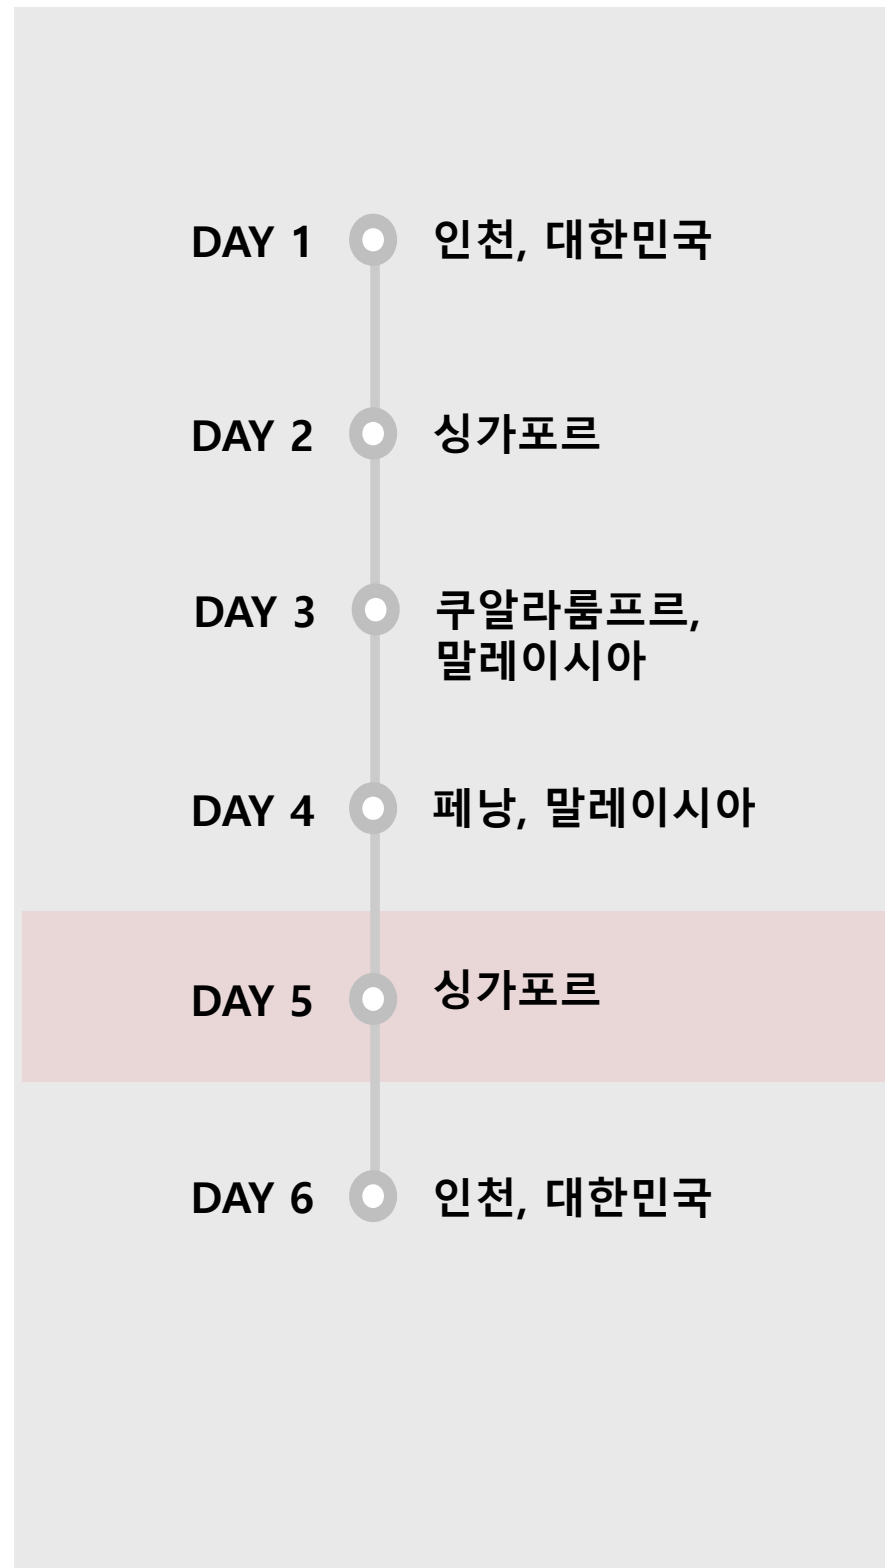 DAY 1 인천, 대한민국
DAY 2 싱가포르
DAY 3 쿠알라룸프르,
말레이시아
DAY 4 페낭, 말레이시아
DAY 5 싱가포르
DAY 6 인천, 대한민국